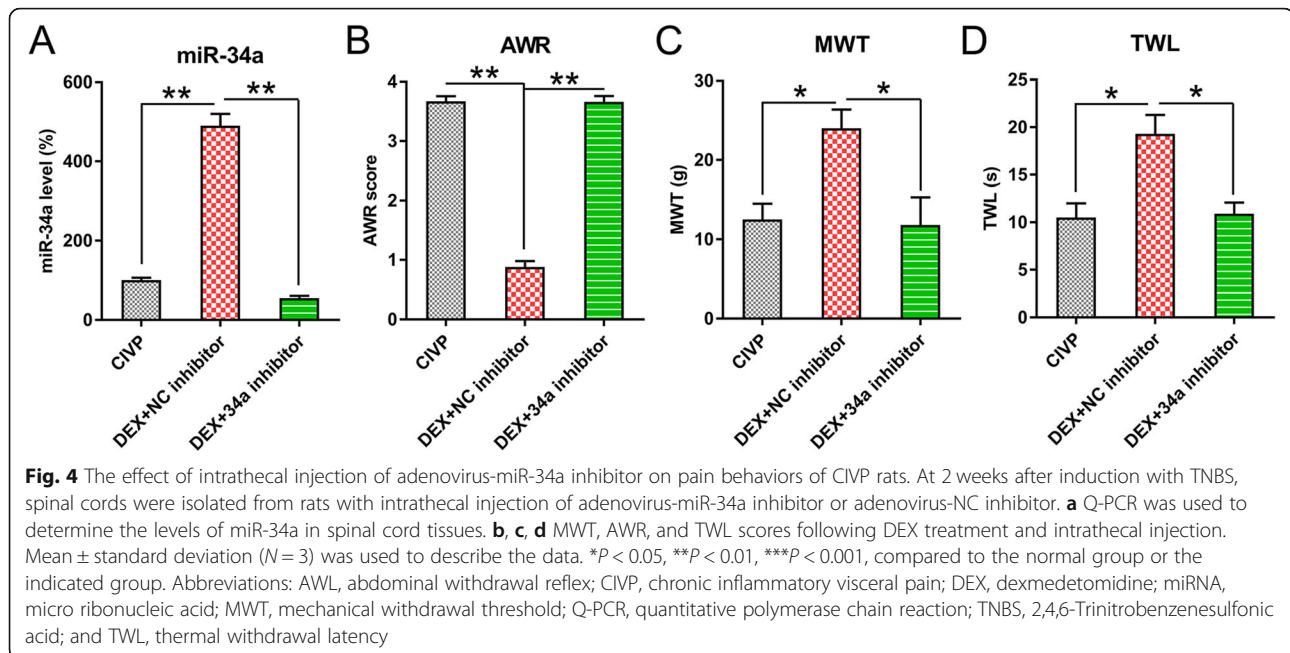 A
miR-34a
miR-34a level (%)
600
400
200
0
**
**
CIVP
DEX+NC inhibitor
DEX+34a inhibitor
B
AWR
AWR score
4
3
2
1
0
**
**
CIVP
DEX+NC inhibitor
DEX+34a inhibitor
C
MWT
MWT (g)
30
20
10
0
*
*
CIVP
DEX+NC inhibitor
DEX+34a inhibitor
D
TWL
TWL (s)
25
20
15
10
5
0
*
*
CIVP
DEX+NC inhibitor
DEX+34a inhibitor
Fig. 4 The effect of intrathecal injection of adenovirus-miR-34a inhibitor on pain behaviors of CIVP rats. At 2 weeks after induction with TNBS,
spinal cords were isolated from rats with intrathecal injection of adenovirus-miR-34a inhibitor or adenovirus-NC inhibitor. a Q-PCR was used to
determine the levels of miR-34a in spinal cord tissues. b, c, d MWT, AWR, and TWL scores following DEX treatment and intrathecal injection.
Mean ± standard deviation (N = 3) was used to describe the data. *P < 0.05, **P < 0.01, ***P < 0.001, compared to the normal group or the
indicated group. Abbreviations: AWL, abdominal withdrawal reflex; CIVP, chronic inflammatory visceral pain; DEX, dexmedetomidine; miRNA,
micro ribonucleic acid; MWT, mechanical withdrawal threshold; Q-PCR, quantitative polymerase chain reaction; TNBS, 2,4,6-Trinitrobenzenesulfonic
acid; and TWL, thermal withdrawal latency